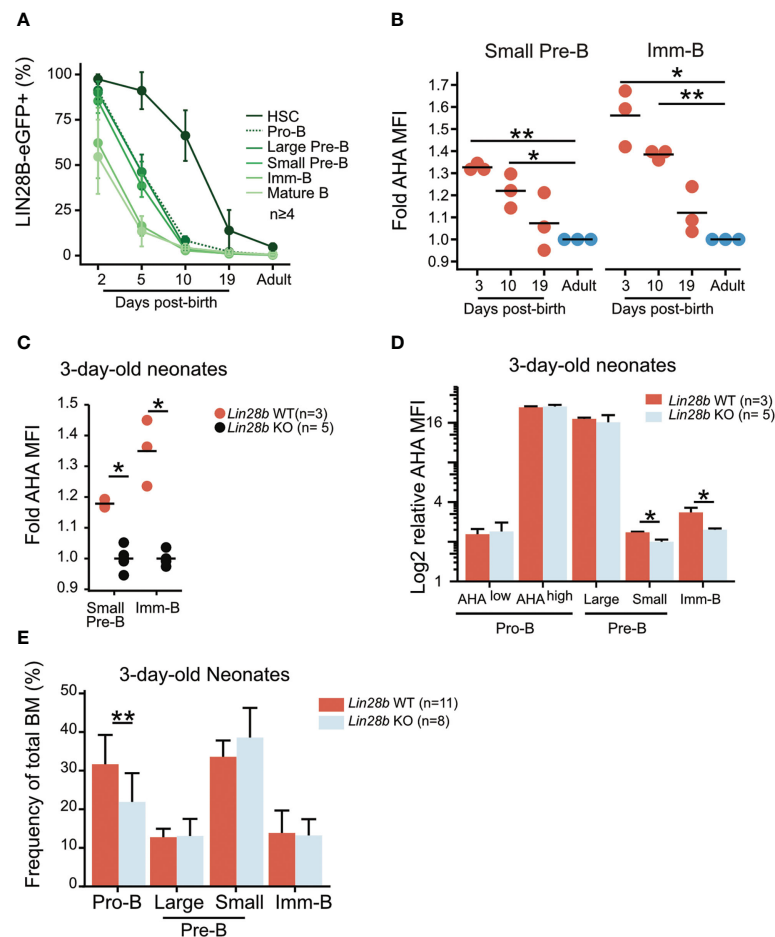 A
LIN28B-eGFP+ (%)
100
75
50
25
0
2 5 10 19 Adult
Days post-birth
HSC
Pro-B
Large Pre-B
Small Pre-B
Imm-B
Mature B
n≥4
B
Small Pre-B Imm-B
Fold AHA MFI
1.7
1.6
1.5
1.4
1.3
1.2
1.1
1.0
0.9
**
*
*
**
3 10 19 Adult 3 10 19 Adult
Days post-birth Days post-birth
C
3-day-old neonates
Fold AHA MFI
1.5
1.4
1.3
1.2
1.1
1.0
0.9
*
*
Lin28b WT(n=3)
Lin28b KO (n= 5)
Small Pre-B
Imm-B
D
3-day-old neonates
Log2 relative AHA MFI
16
4
1
Lin28b WT (n=3)
Lin28b KO (n= 5)
*
*
AHA low AHA high Large Small Imm-B
Pro-B Pre-B
E
3-day-old Neonates
Frequency of total BM (%)
50
40
30
20
10
0
**
Lin28b WT (n=11)
Lin28b KO (n=8)
Pro-B Large Small Imm-B
Pre-B